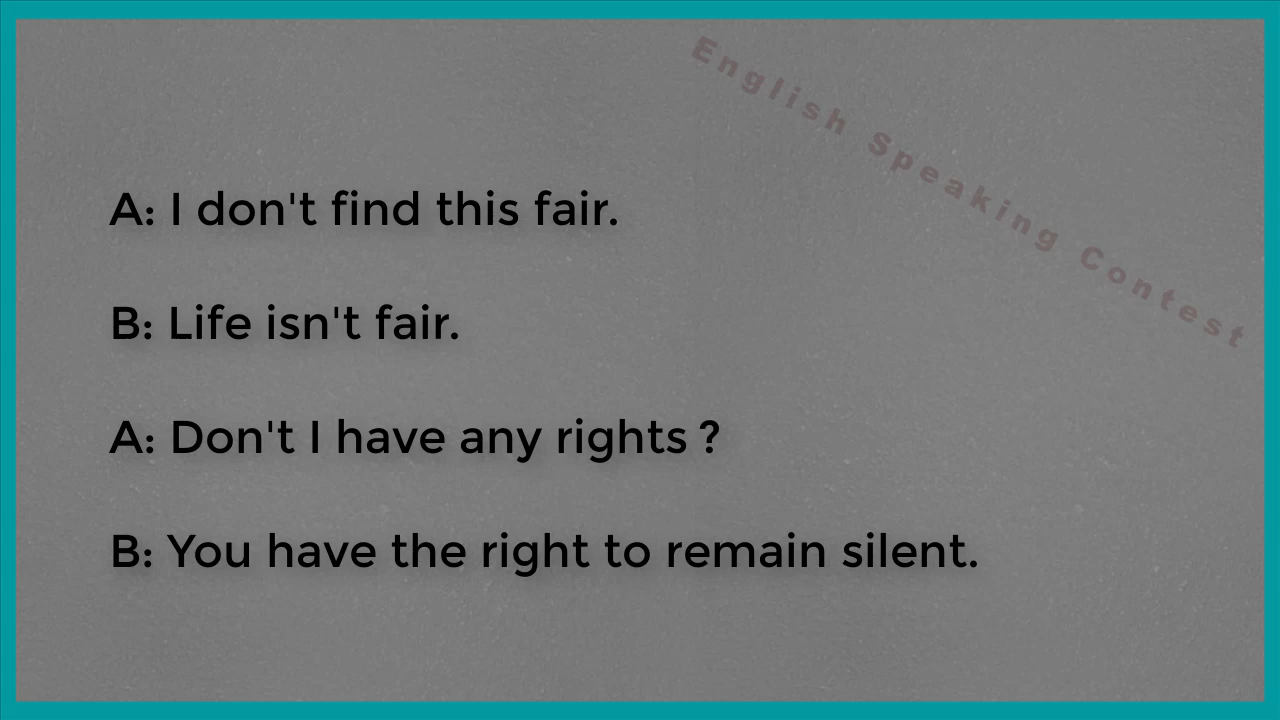 English Speaking Contest
A: I don't find this fair.
B: Life isn't fair.
A: Don't I have any rights ?
B: You have the right to remain silent.